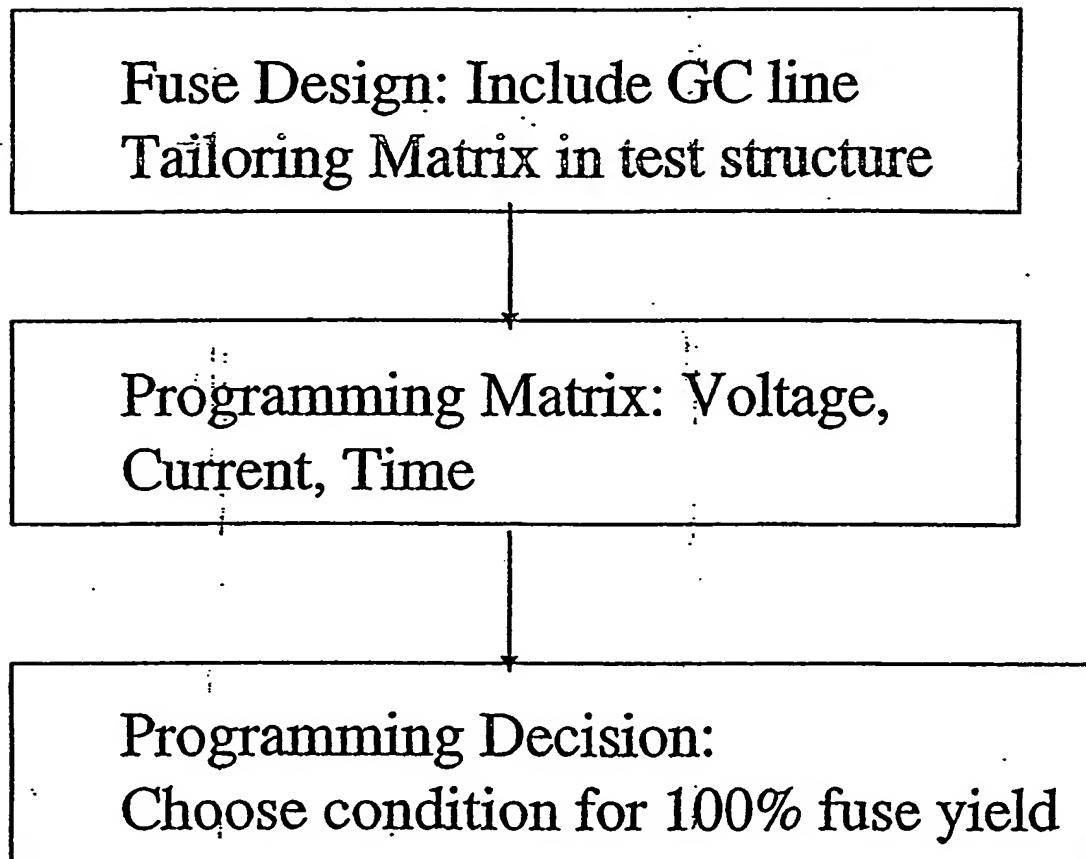 Fuse Design: Include GC line
Tailoring Matrix in test structure
Programming Matrix: Voltage,
Current, Time
Programming Decision:
Choose condition for 100% fuse yield